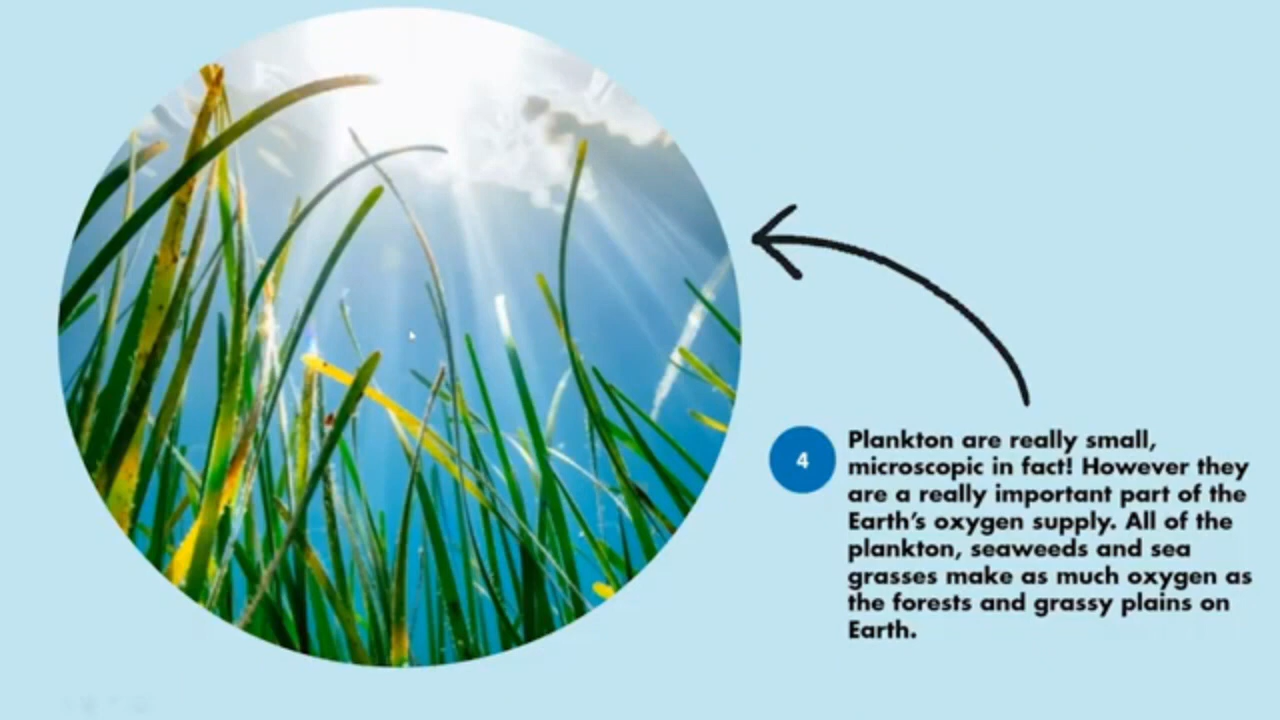 4
Plankton are really small,
microscopic in fact! However they
are a really important part of the
Earth's oxygen supply. All of the
plankton, seaweeds and sea
grasses make as much oxygen as
the forests and grassy plains on
Earth.